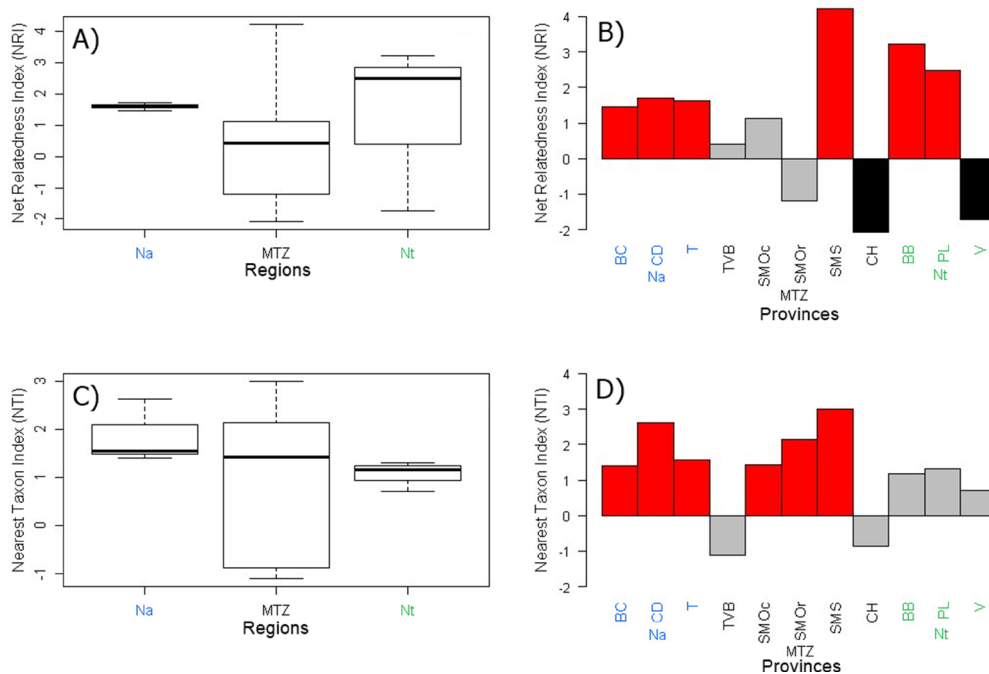 A)
Net Relatedness Index (NRI)
4
3
2
1
0
-1
-2
Na
MTZ
Nt
Regions
B)
Net Relatedness Index (NRI)
4
3
2
1
0
-1
-2
BC
CD
T
TVB
SMOc
SMOr
SMS
CH
BB
PL
V
Na
MTZ
Nt
Provinces
C)
Nearest Taxon Index (NTI)
3
2
1
0
-1
Na
MTZ
Nt
Regions
D)
Nearest Taxon Index (NTI)
4
3
2
1
0
-1
-2
BC
CD
T
TVB
SMOc
SMOr
SMS
CH
BB
PL
V
Na
MTZ
Nt
Provinces